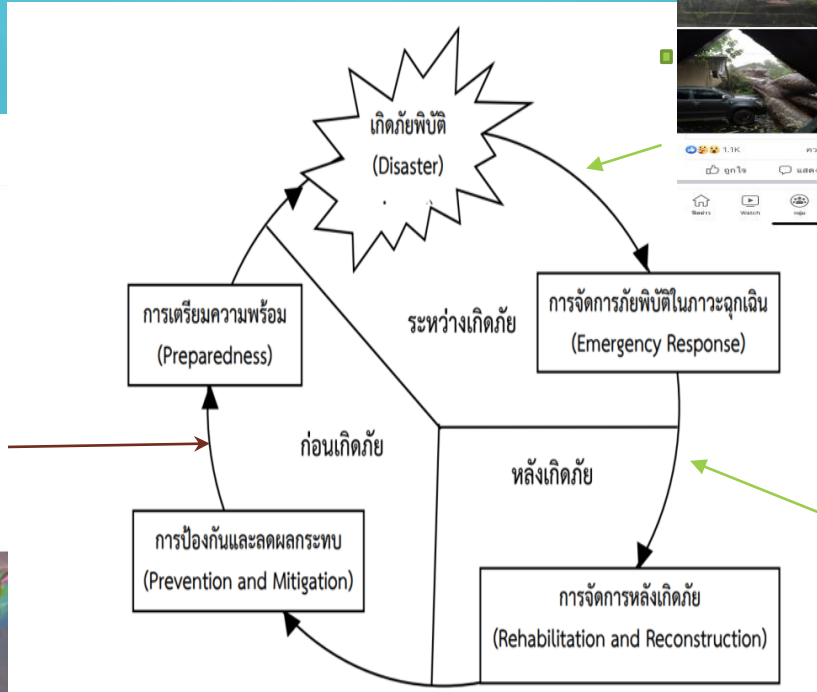 เกิดภัยพิบัติ
(Disaster)
1.1K
ถูกใจ
Watch
กลุ่ม
การเตรียมความพร้อม
(Preparedness)
ระหว่างเกิดภัย
การจัดการภัยพิบัติในภาวะฉุกเฉิน
(Emergency Response)
ก่อนเกิดภัย
หลังเกิดภัย
การป้องกันและลดผลกระทบ
(Prevention and Mitigation)
การจัดการหลังเกิดภัย
(Rehabilitation and Reconstruction)